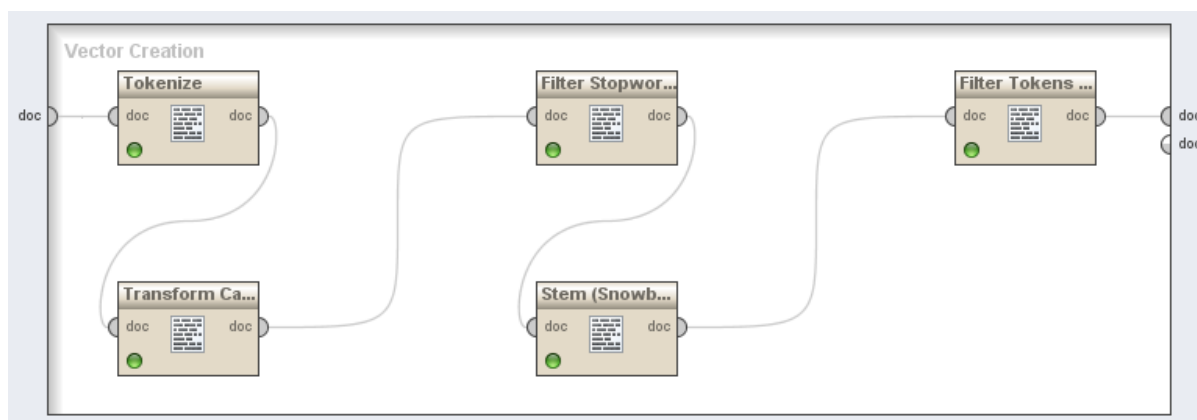 Vector Creation
Tokenize
Filter Stopwor...
Filter Tokens ...
doc
doc doc
doc doc
doc doc
doc
doc
Transform Ca...
Stem (Snowb...
doc doc
doc doc